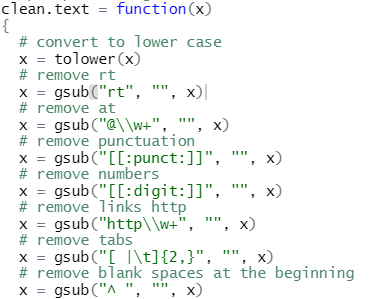 clean.text = function(x)
{
  # convert to lower case
  x = tolower(x)
  # remove rt
  x = gsub("rt", "", x)
  # remove at
  x = gsub("@\\w+", "", x)
  # remove punctuation
  x = gsub("[[:punct:]]", "", x)
  # remove numbers
  x = gsub("[[:digit:]]", "", x)
  # remove links http
  x = gsub("http\\w+", "", x)
  # remove tabs
  x = gsub("[ |\t]{2,}", "", x)
  # remove blank spaces at the beginning
  x = gsub("^ ", "", x)